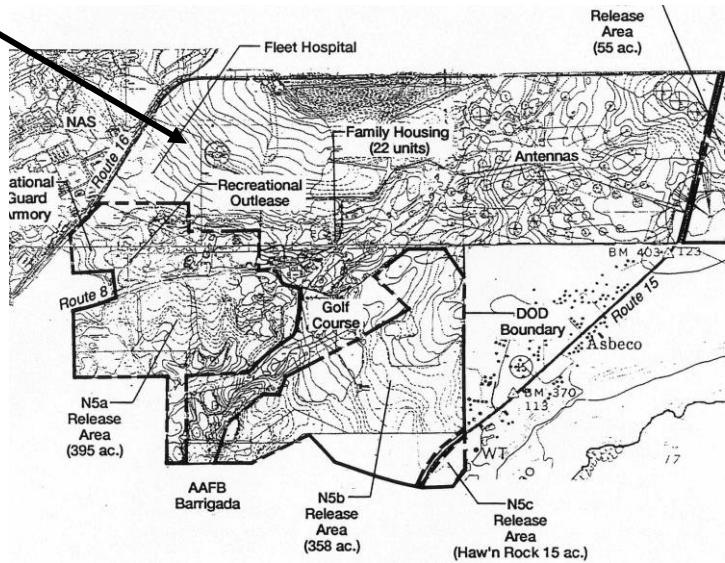 Release
Area
(55 ac.)
Fleet Hospital
NAS
Route 16
Family Housing
(22 units)
Antennas
ational
Guard
rmory
Recreational
Outlease
BM 403
123
Route 8
Route 15
Golf
Course
DOD
Boundary
Asbeco
45
BM 370
113
N5a
Release
Area
(395 ac.)
WT
17
AAFB
Barrigada
N5b
Release
Area
(358 ac.)
N5c
Release
Area
(Haw'n Rock 15 ac.)